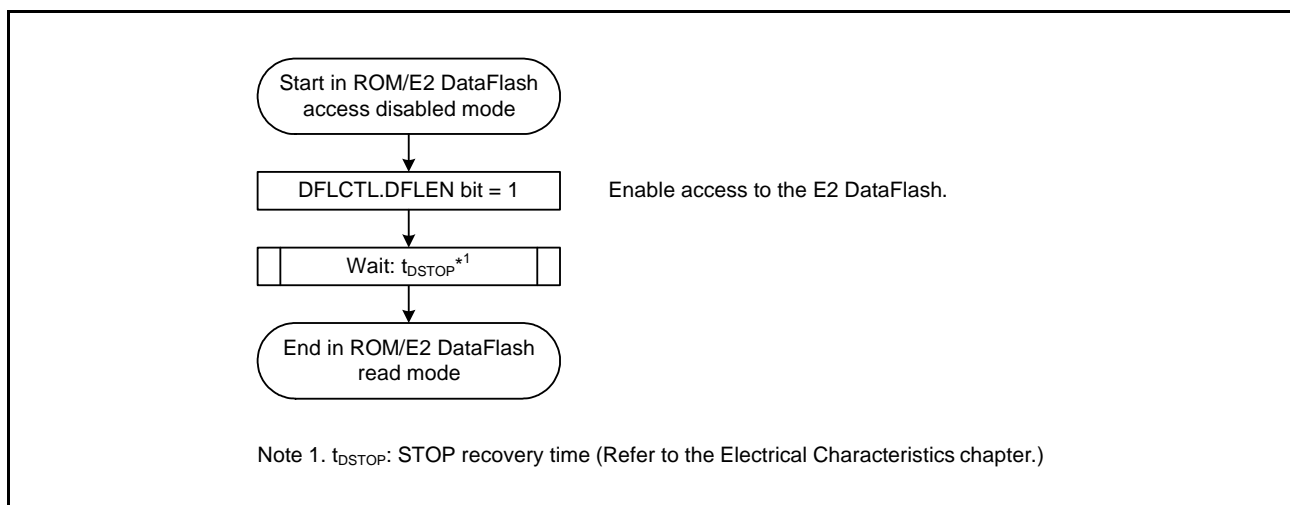 Start in ROM/E2 DataFlash
access disabled mode
DFLCTL.DFLEN bit = 1
Enable access to the E2 DataFlash.
Wait: tDSTOP*1
End in ROM/E2 DataFlash
read mode
Note 1. tDSTOP: STOP recovery time (Refer to the Electrical Characteristics chapter.)